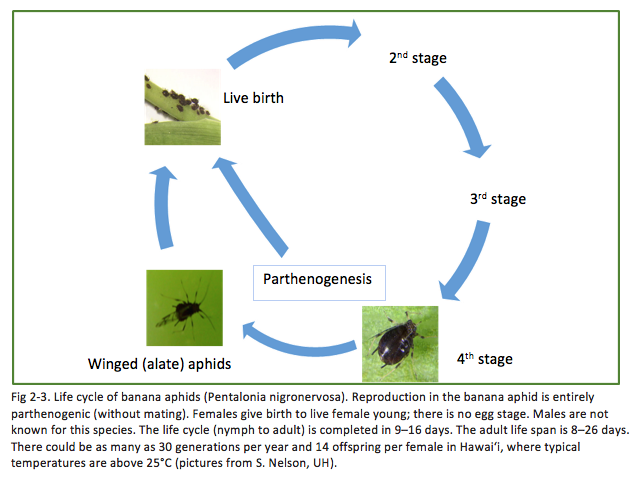 Live birth
2nd stage
3rd stage
Parthenogenesis
4th stage
Winged (alate) aphids
Fig 2-3. Life cycle of banana aphids (Pentalonia nigronervosa). Reproduction in the banana aphid is entirely
parthenogenic (without mating). Females give birth to live female young; there is no egg stage. Males are not
known for this species. The life cycle (nymph to adult) is completed in 9–16 days. The adult life span is 8–26 days.
There could be as many as 30 generations per year and 14 offspring per female in Hawaiʻi, where typical
temperatures are above 25°C (pictures from S. Nelson, UH).